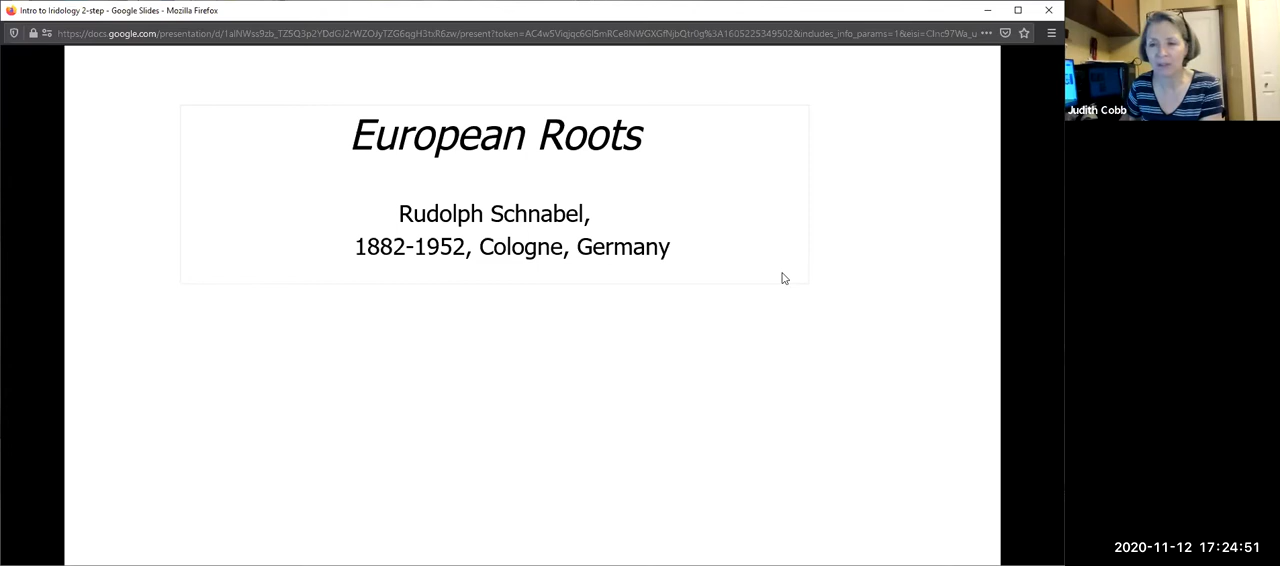 Intro to Iridology 2-step - Google Slides - Mozilla Firefox
European Roots
Rudolph Schnabel,
1882-1952, Cologne, Germany
Judith Cobb
2020-11-12 17:24:51